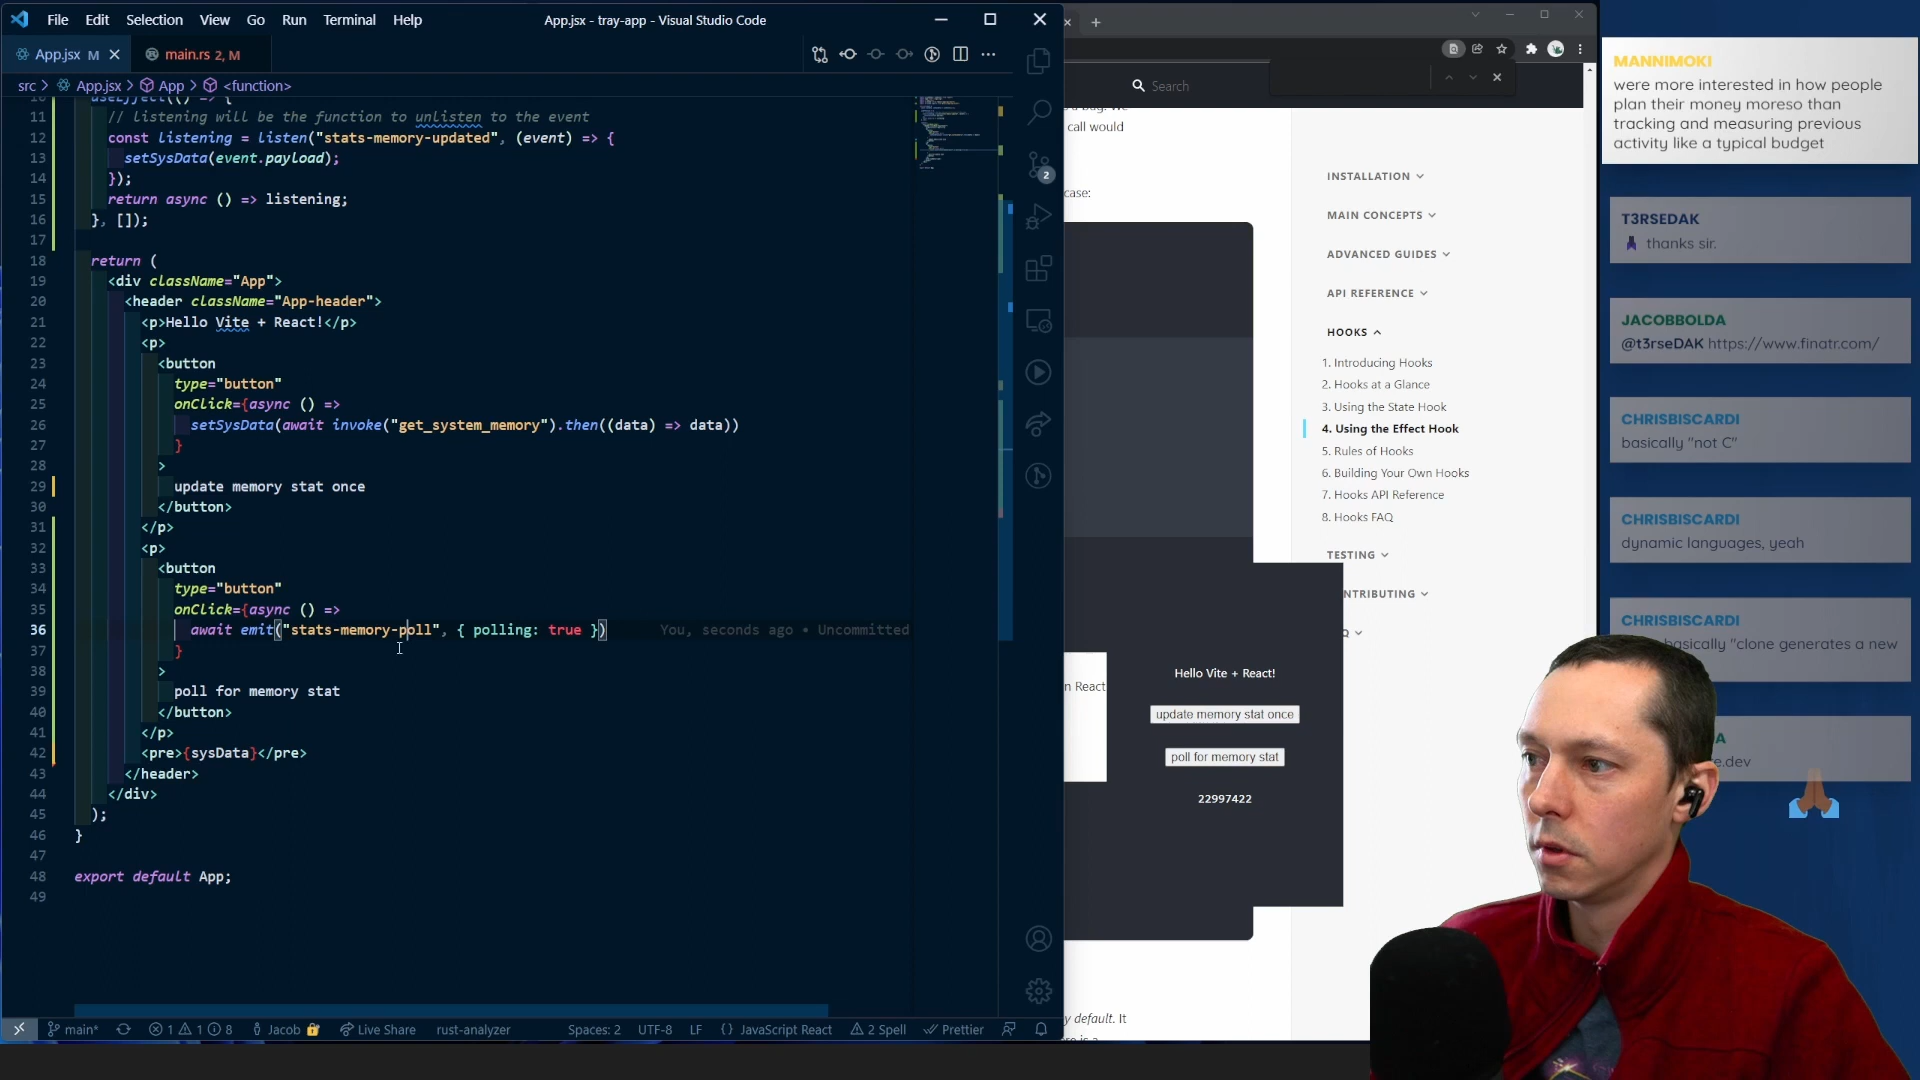 File Edit Selection View Go Run Terminal Help
App.jsx - tray-app - Visual Studio Code
App.jsx M
main.rs 2, M
src > App.jsx > App > <function>
10 useEffect(() => {
11 // listening will be the function to unlisten to the event
12 const listening = listen("stats-memory-updated", (event) => {
13 setSysData(event.payload);
14 });
15 return async () => listening;
16 }, []);
17
18 return (
19 <div className="App">
20 <header className="App-header">
21 <p>Hello Vite + React!</p>
22 <p>
23 <button
24 type="button"
25 onClick={async () =>
26 setSysData(await invoke("get_system_memory").then((data) => data))
27 }
28 >
29 update memory stat once
30 </button>
31 </p>
32 <p>
33 <button
34 type="button"
35 onClick={async () =>
36 await emit("stats-memory-poll", { polling: true }) You, seconds ago • Uncommitted
37 }
38 >
39 poll for memory stat
40 </button>
41 </p>
42 <pre>{sysData}</pre>
43 </header>
44 </div>
45 );
46 }
47
48 export default App;
49
2
main* 1 1 8 Jacob Live Share rust-analyzer Spaces: 2 UTF-8 LF {} JavaScript React 2 Spell Prettier
Search
call would
case:
INSTALLATION
MAIN CONCEPTS
ADVANCED GUIDES
API REFERENCE
HOOKS
1. Introducing Hooks
2. Hooks at a Glance
3. Using the State Hook
4. Using the Effect Hook
5. Rules of Hooks
6. Building Your Own Hooks
7. Hooks API Reference
8. Hooks FAQ
TESTING
NTRIBUTING
Q
n React
Hello Vite + React!
update memory stat once
poll for memory stat
22997422
y default. It
MANNIMOKI
were more interested in how people
plan their money moreso than
tracking and measuring previous
activity like a typical budget
T3RSEDAK
thanks sir.
JACOBBOLDA
@t3rseDAK https://www.finatr.com/
CHRISBISCARDI
basically "not C"
CHRISBISCARDI
dynamic languages, yeah
CHRISBISCARDI
basically "clone generates a new
A
e.dev